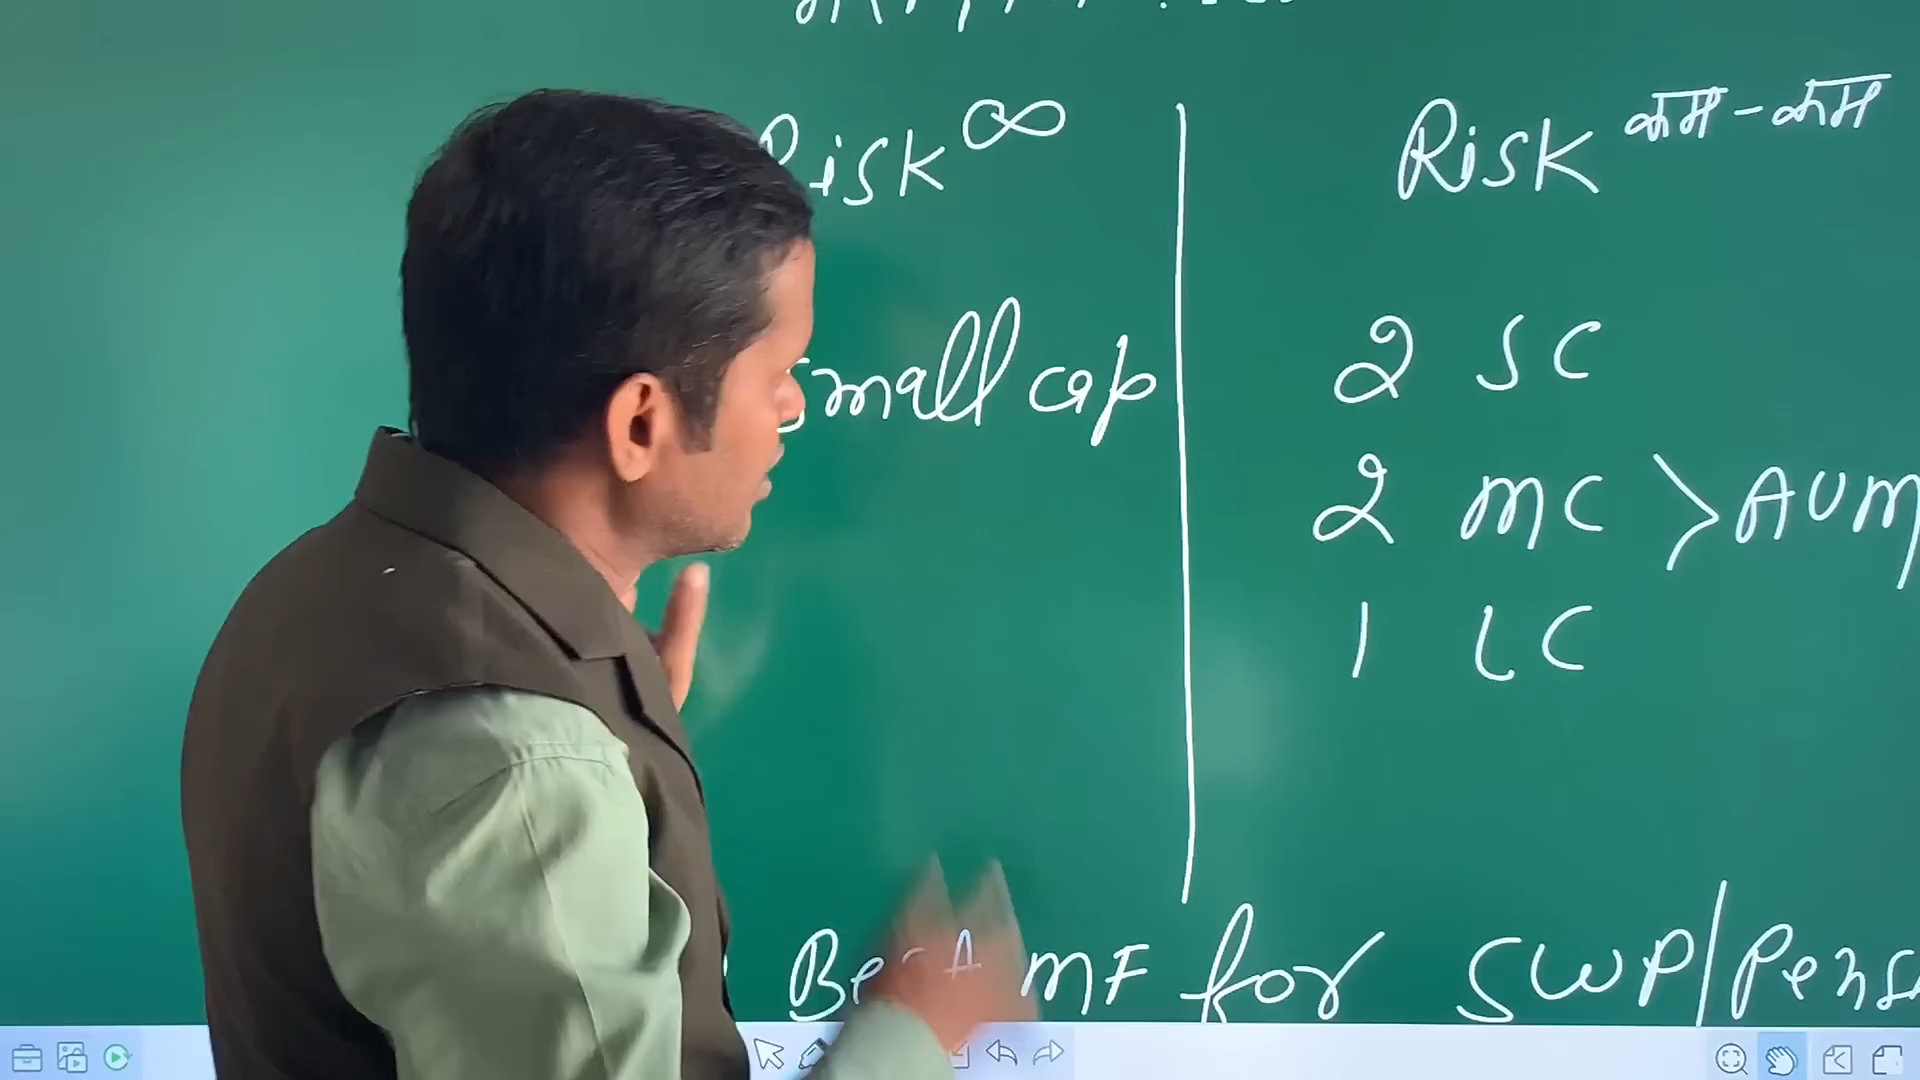 Risk ∞
Risk कम - कम
Small cap
2 SC
2 MC > AUM
1 LC
Best MF for SWP/Pens